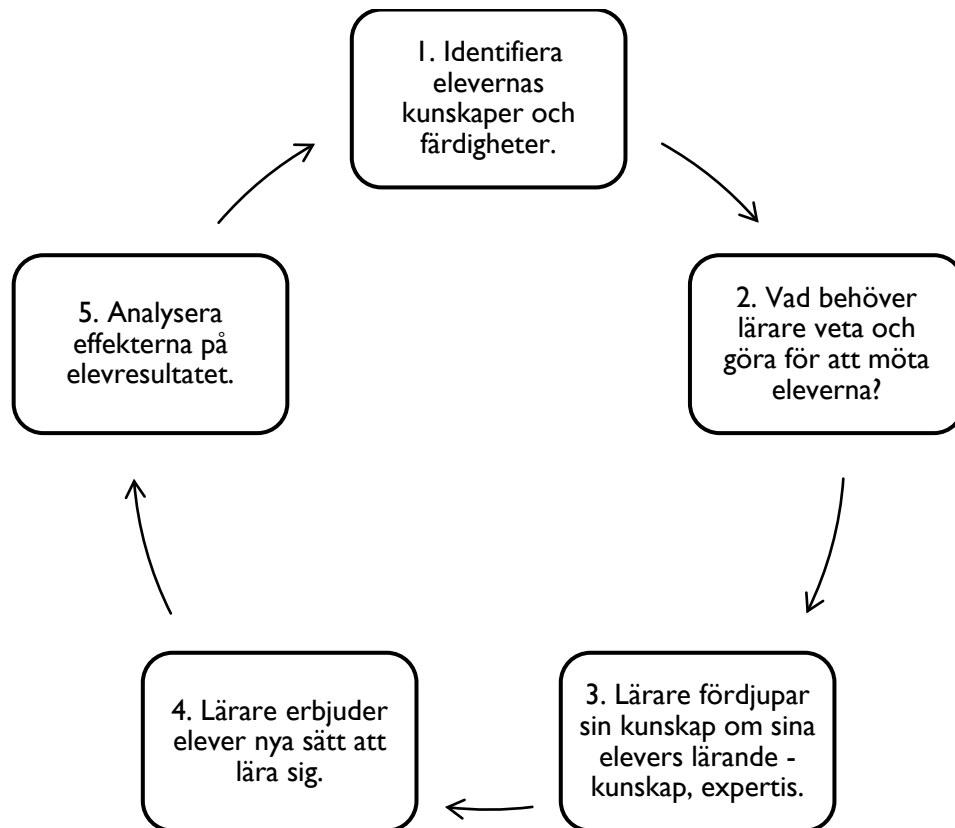 1. Identifiera
elevernas
kunskaper och
färdigheter.
2. Vad behöver
lärare veta och
göra för att möta
eleverna?
3. Lärare fördjupar
sin kunskap om sina
elevers lärande -
kunskap, expertis.
4. Lärare erbjuder
elever nya sätt att
lära sig.
5. Analysera
effekterna på
elevresultatet.